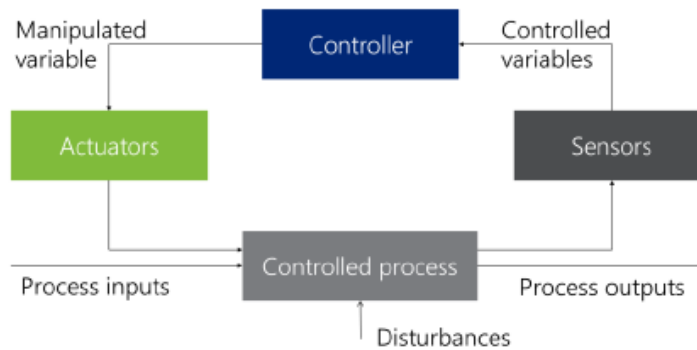 Manipulated
variable
Controller
Controlled
variables
Actuators
Sensors
Controlled process
Process inputs
Process outputs
Disturbances